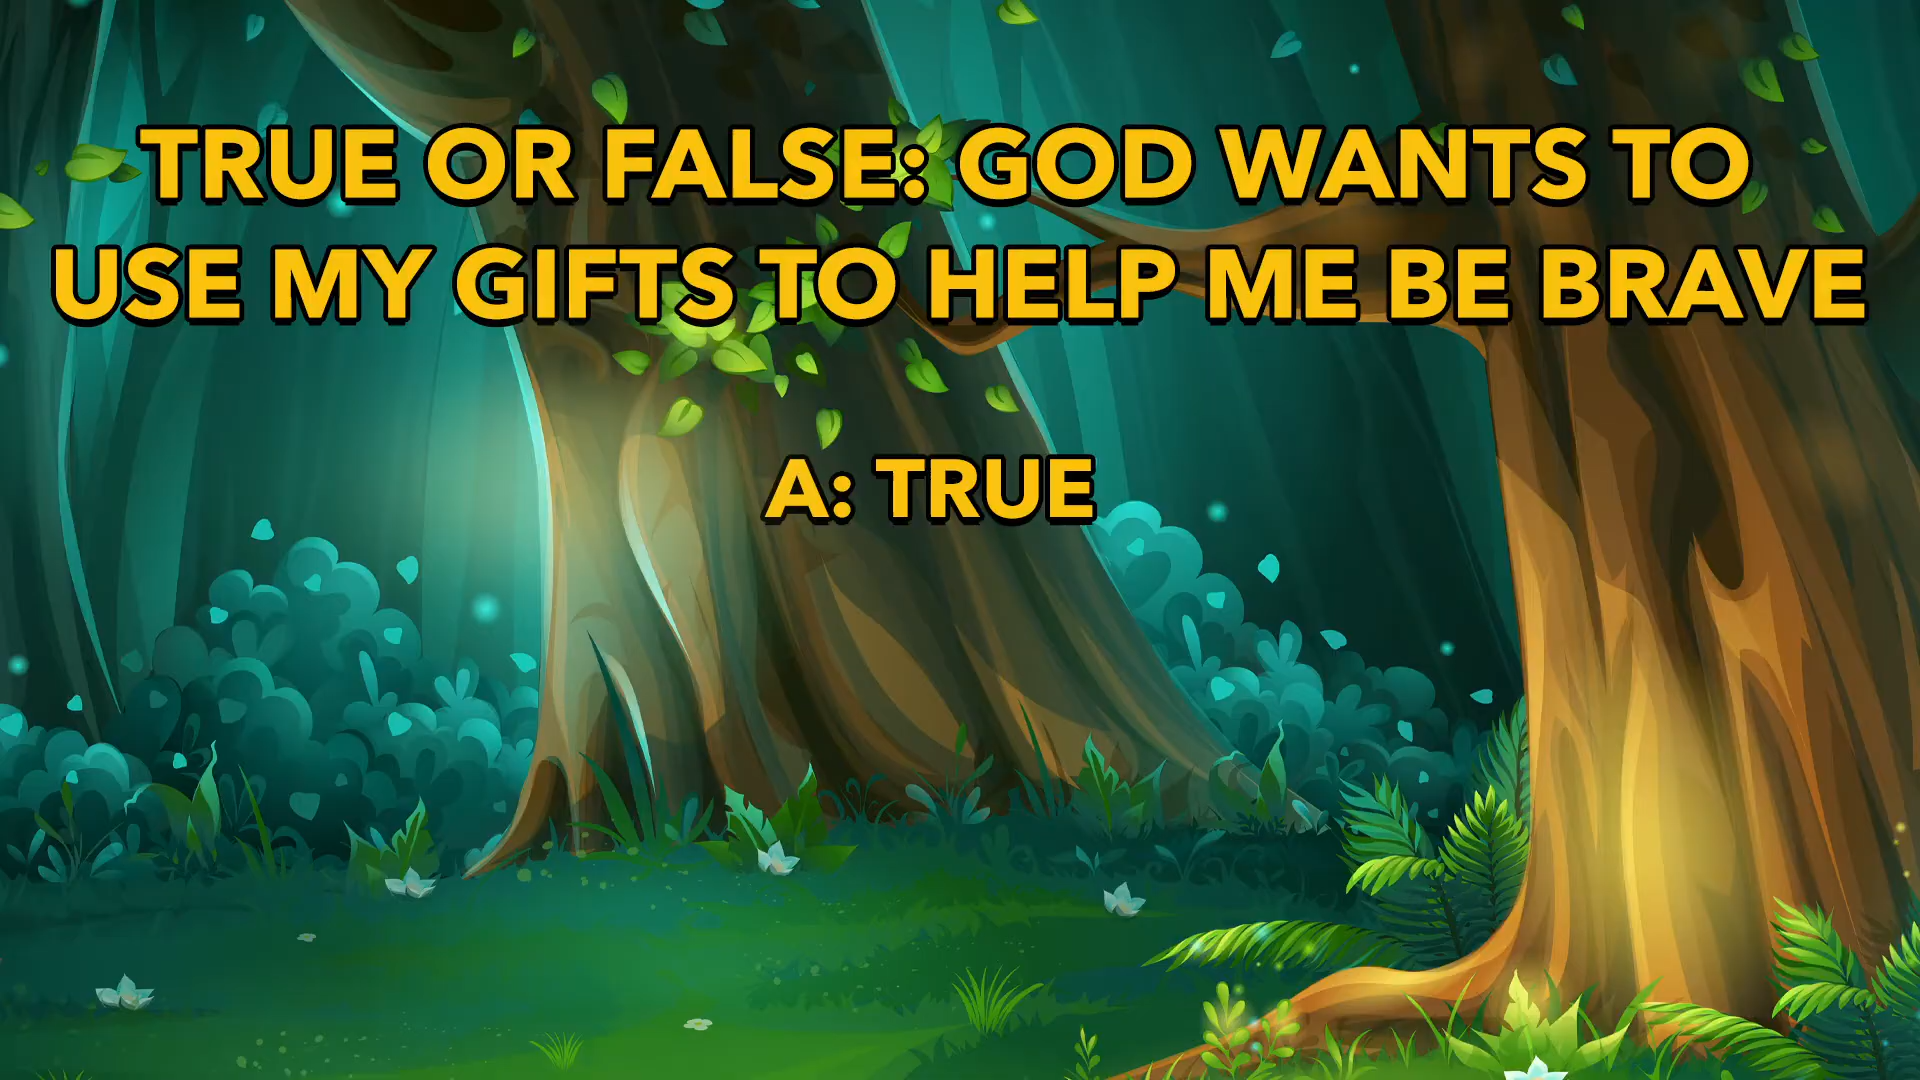 TRUE OR FALSE: GOD WANTS TO
USE MY GIFTS TO HELP ME BE BRAVE
A: TRUE